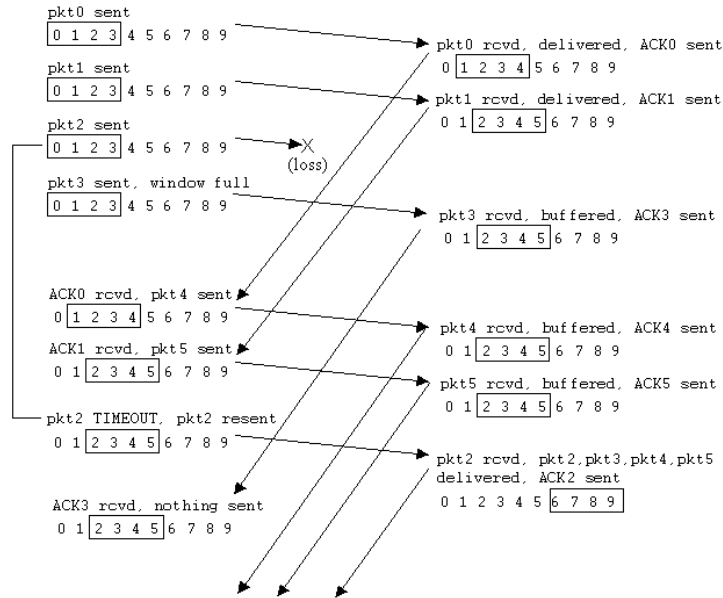 pkt0 sent
0 1 2 3 4 5 6 7 8 9
pkt1 sent
0 1 2 3 4 5 6 7 8 9
pkt2 sent
0 1 2 3 4 5 6 7 8 9
X
(loss)
pkt3 sent, window full
0 1 2 3 4 5 6 7 8 9
ACK0 rcvd, pkt4 sent
0 1 2 3 4 5 6 7 8 9
ACK1 rcvd, pkt5 sent
0 1 2 3 4 5 6 7 8 9
pkt2 TIMEOUT, pkt2 resent
0 1 2 3 4 5 6 7 8 9
ACK3 rcvd, nothing sent
0 1 2 3 4 5 6 7 8 9
pkt0 rcvd, delivered, ACK0 sent
0 1 2 3 4 5 6 7 8 9
pkt1 rcvd, delivered, ACK1 sent
0 1 2 3 4 5 6 7 8 9
pkt3 rcvd, buffered, ACK3 sent
0 1 2 3 4 5 6 7 8 9
pkt4 rcvd, buffered, ACK4 sent
0 1 2 3 4 5 6 7 8 9
pkt5 rcvd, buffered, ACK5 sent
0 1 2 3 4 5 6 7 8 9
pkt2 rcvd, pkt2,pkt3,pkt4,pkt5
delivered, ACK2 sent
0 1 2 3 4 5 6 7 8 9